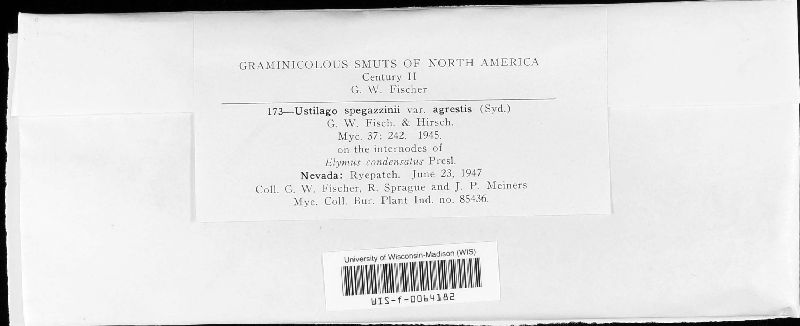 GRAMINICOLOUS SMUTS OF NORTH AMERICA
Century II
G. W. Fischer
173—Ustilago spegazzinii var. agrestis (Syd.)
G. W. Fisch. & Hirsch.
Myc. 37: 242. 1945.
on the internodes of
Elymus condensatus Presl.
Nevada: Ryepatch. June 23, 1947
Coll. G. W. Fischer, R. Sprague and J. P. Meiners
Myc. Coll. Bur. Plant Ind. no. 85436.
University of Wisconsin-Madison (WIS)
WIS-f-0064182